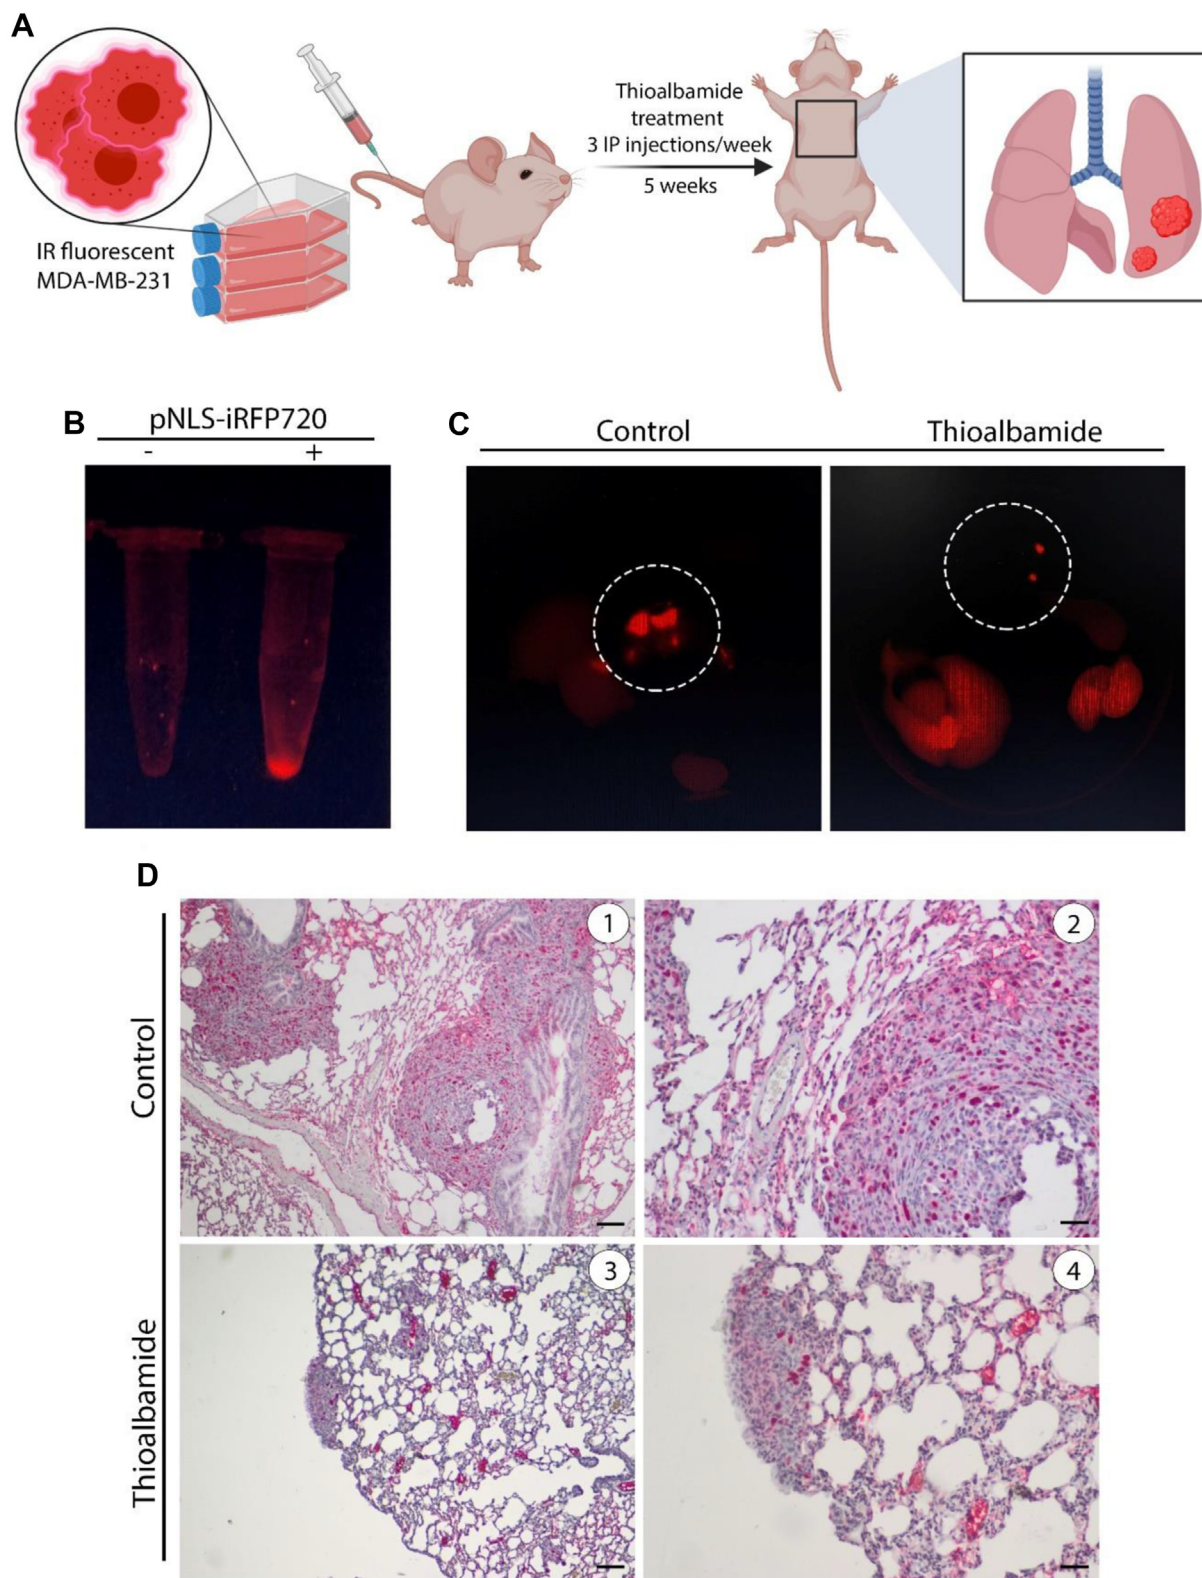 A
IR fluorescent
MDA-MB-231
Thioalbamide
treatment
3 IP injections/week
5 weeks
B
pNLS-iRFP720
- +
C
Control
Thioalbamide
D
Control
1
2
Thioalbamide
3
4